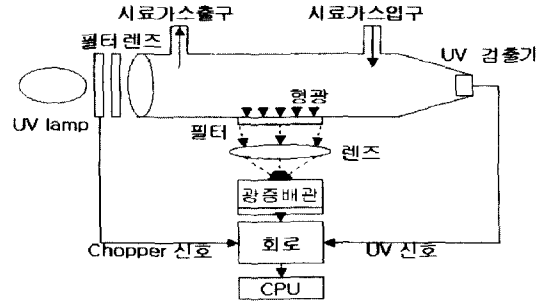 시료가스출구 시료가스입구
필터 렌즈 UV 검출기
형광
UV lamp 필터
렌즈
광증배관
Chopper 신호 회로 UV 신호
CPU